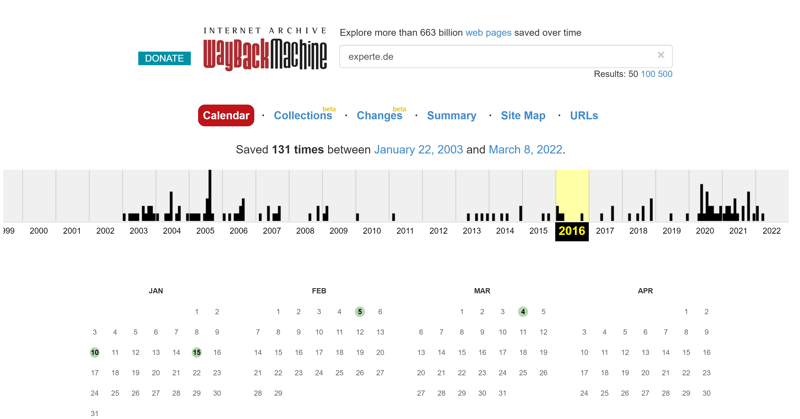 INTERNET ARCHIVE
WayBackMachine
DONATE
Explore more than 663 billion web pages saved over time
experte.de ×
Results: 50 100 500
Calendar · Collections beta · Changes beta · Summary · Site Map · URLs
Saved 131 times between January 22, 2003 and March 8, 2022.
999 2000 2001 2002 2003 2004 2005 2006 2007 2008 2009 2010 2011 2012 2013 2014 2015 2016 2017 2018 2019 2020 2021 2022
JAN FEB MAR APR
1 2 1 2 3 4 5 6 1 2 3 4 5 1 2
3 4 5 6 7 8 9 7 8 9 10 11 12 13 6 7 8 9 10 11 12 3 4 5 6 7 8 9
10 11 12 13 14 15 16 14 15 16 17 18 19 20 13 14 15 16 17 18 19 10 11 12 13 14 15 16
17 18 19 20 21 22 23 21 22 23 24 25 26 27 20 21 22 23 24 25 26 17 18 19 20 21 22 23
24 25 26 27 28 29 30 28 29 27 28 29 30 31 24 25 26 27 28 29 30
31